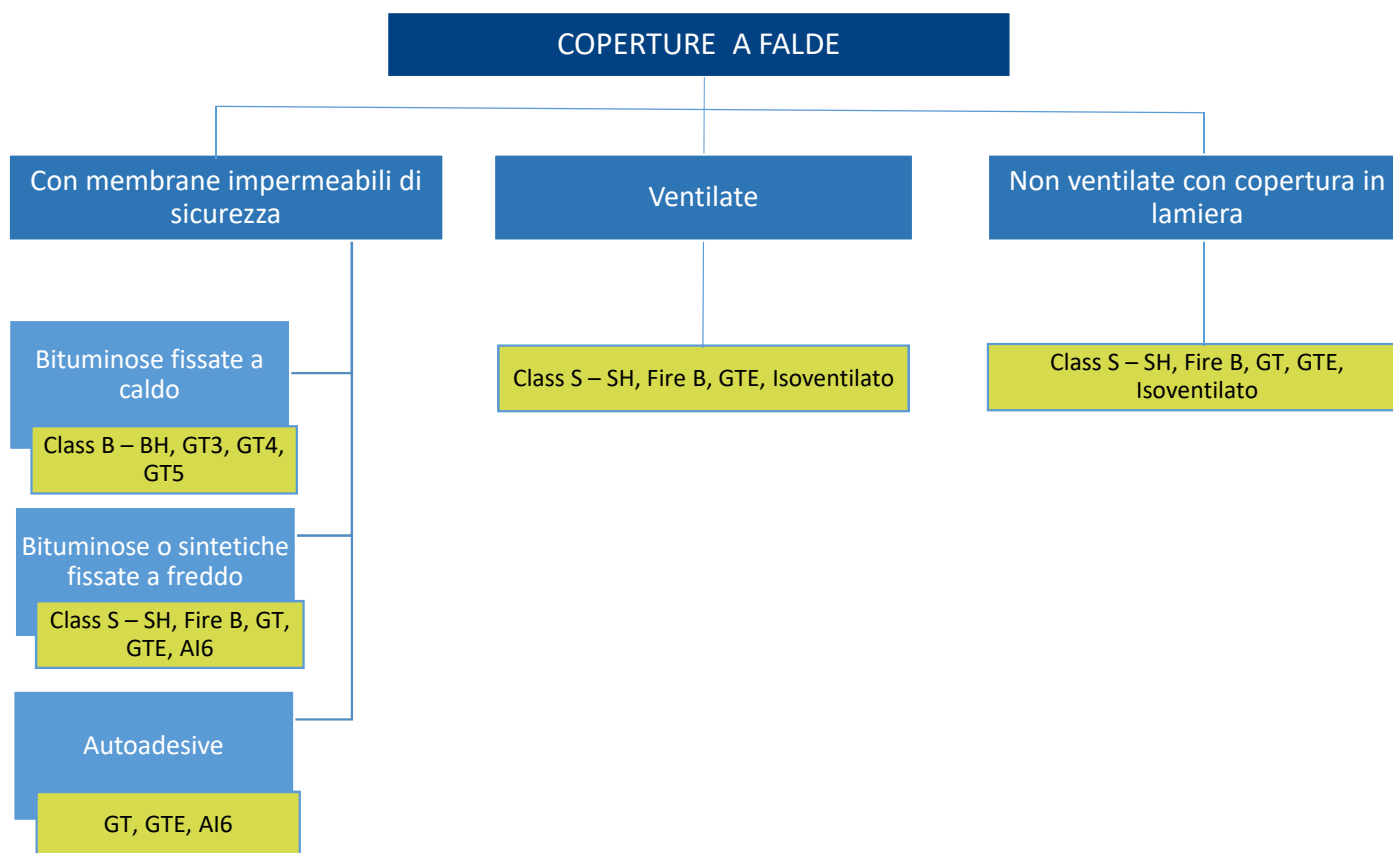 COPERTURE A FALDE
Con membrane impermeabili di
sicurezza
Ventilate
Non ventilate con copertura in
lamiera
Bituminose fissate a
caldo
Class B – BH, GT3, GT4,
GT5
Bituminose o sintetiche
fissate a freddo
Class S – SH, Fire B, GT,
GTE, AI6
Autoadesive
GT, GTE, AI6
Class S – SH, Fire B, GTE, Isoventilato
Class S – SH, Fire B, GT, GTE,
Isoventilato